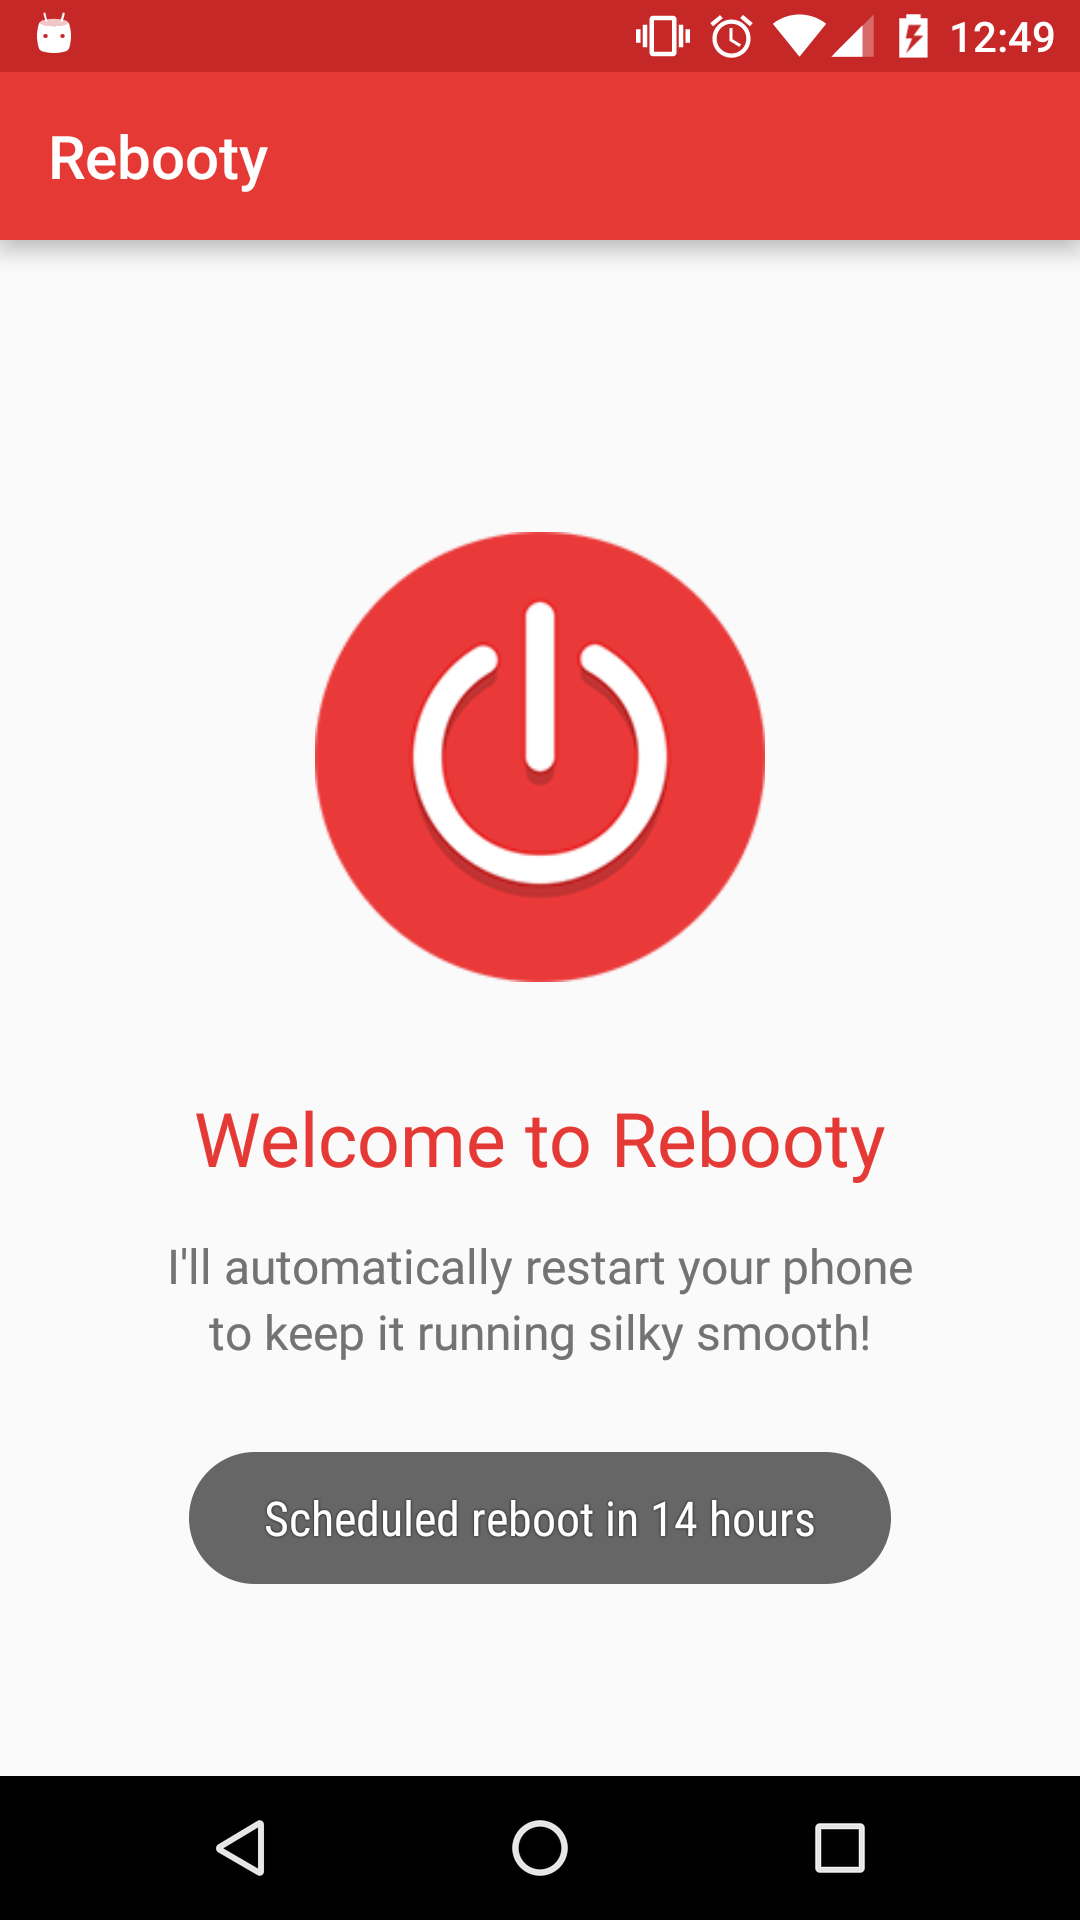 12:49
Rebooty
Welcome to Rebooty
I'll automatically restart your phone
to keep it running silky smooth!
Scheduled reboot in 14 hours